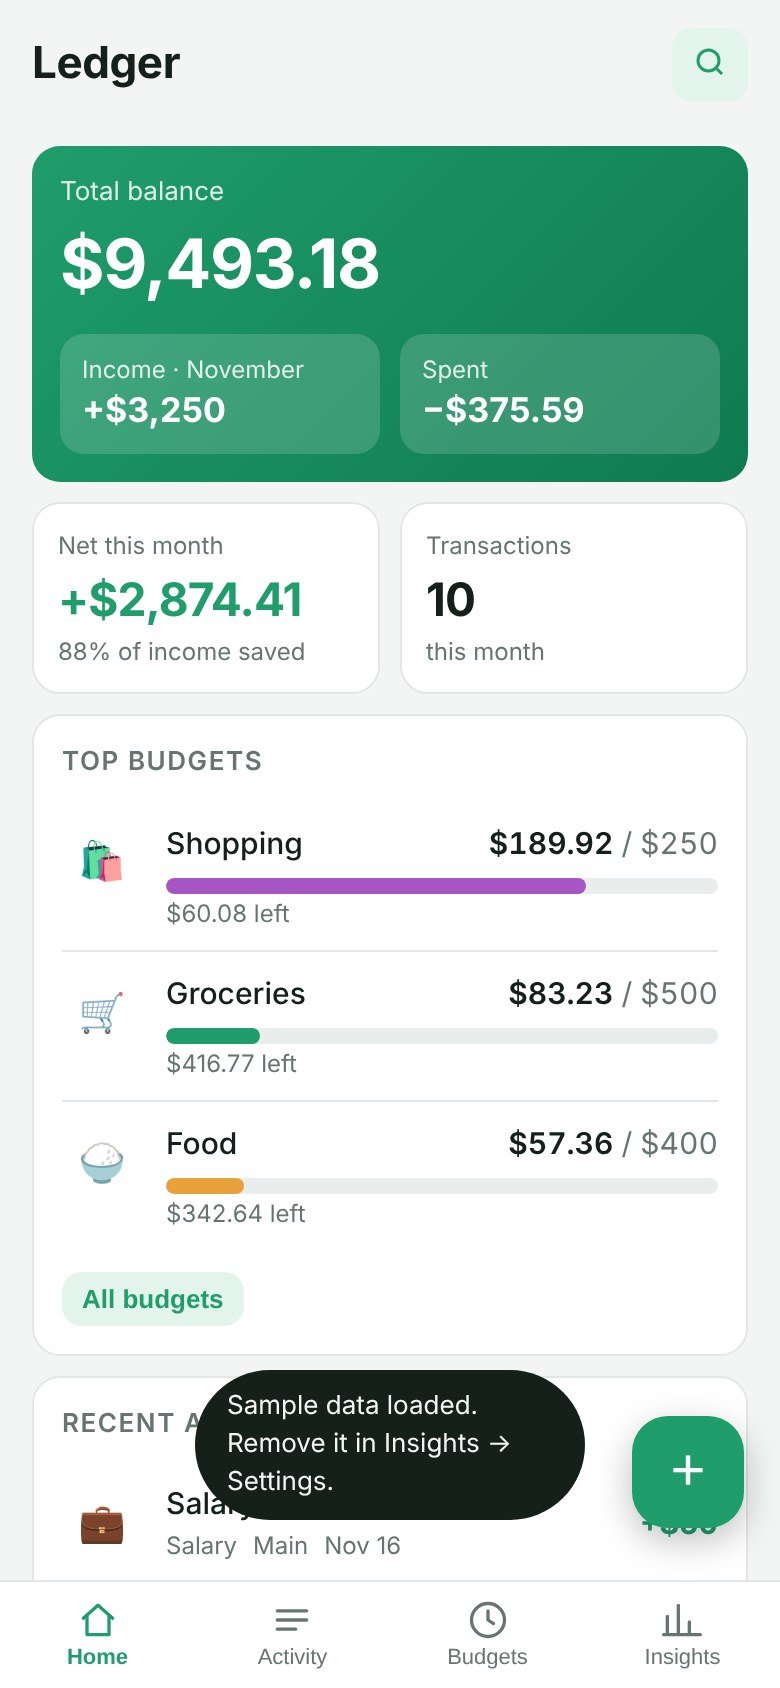 Ledger
Total balance
$9,493.18
Income · November
+$3,250
Spent
−$375.59
Net this month
+$2,874.41
88% of income saved
Transactions
10
this month
TOP BUDGETS
Shopping
$189.92 / $250
$60.08 left
Groceries
$83.23 / $500
$416.77 left
Food
$57.36 / $400
$342.64 left
All budgets
RECENT
Sample data loaded.
Remove it in Insights →
Settings.
Salary
Salary Main Nov 16
Home
Activity
Budgets
Insights